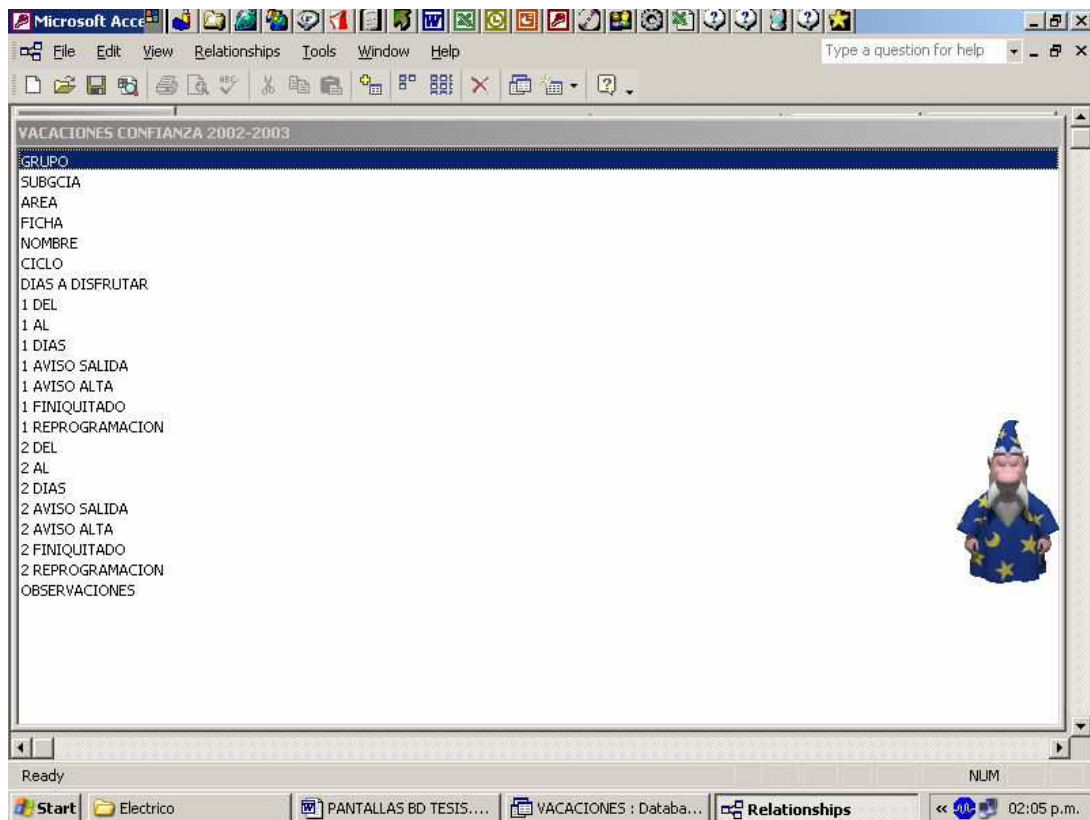 Microsoft Acce
File Edit View Relationships Tools Window Help
Type a question for help
VACACIONES CONFIANZA 2002-2003
GRUPO
SUBGCIA
AREA
FICHA
NOMBRE
CICLO
DIAS A DISFRUTAR
1 DEL
1 AL
1 DIAS
1 AVISO SALIDA
1 AVISO ALTA
1 FINIQUITADO
1 REPROGRAMACION
2 DEL
2 AL
2 DIAS
2 AVISO SALIDA
2 AVISO ALTA
2 FINIQUITADO
2 REPROGRAMACION
OBSERVACIONES
Ready NUM
Start Electrico PANTALLAS BD TESIS.... VACACIONES : Databa... Relationships « 02:05 p.m.